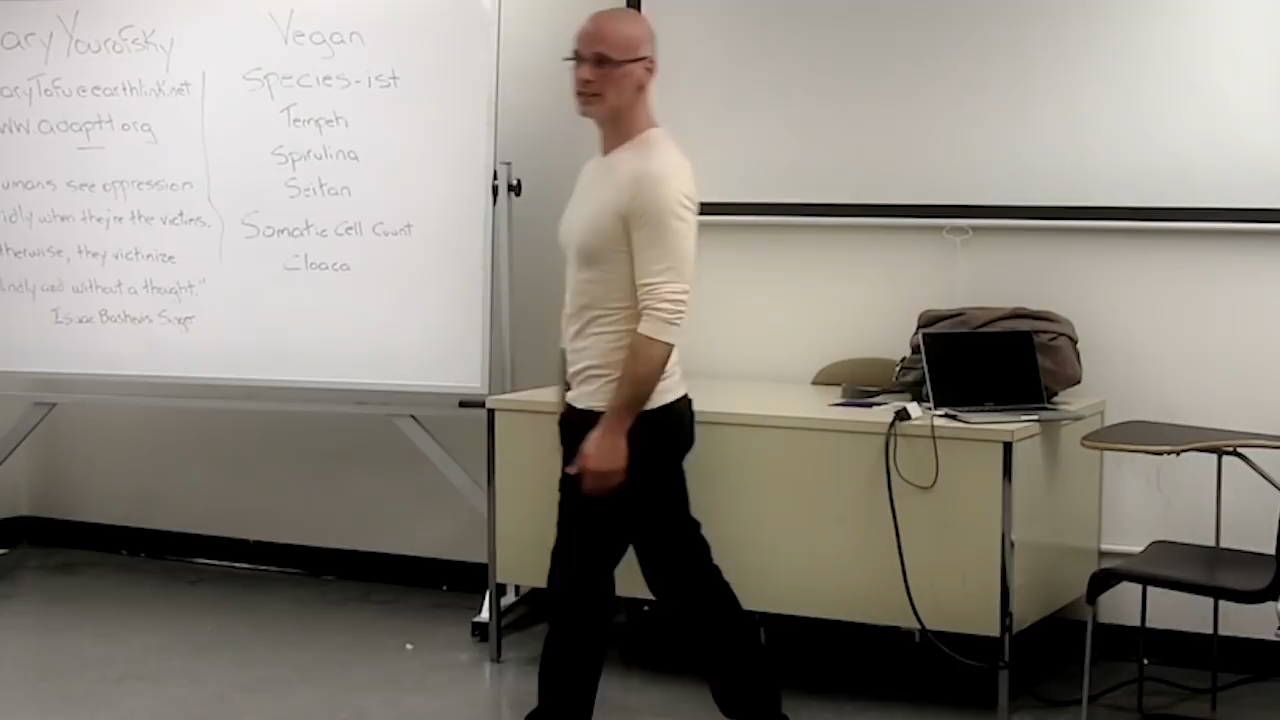 ary Yourofsky
aryTofu@earthlink.net
ww.adaptt.org
umans see oppression
idly when they're the victims.
therwise, they victimize
lindly and without a thought."
Isaac Bashevis Singer
Vegan
Species-ist
Tempeh
Spirulina
Seitan
Somatic Cell Count
Cloaca